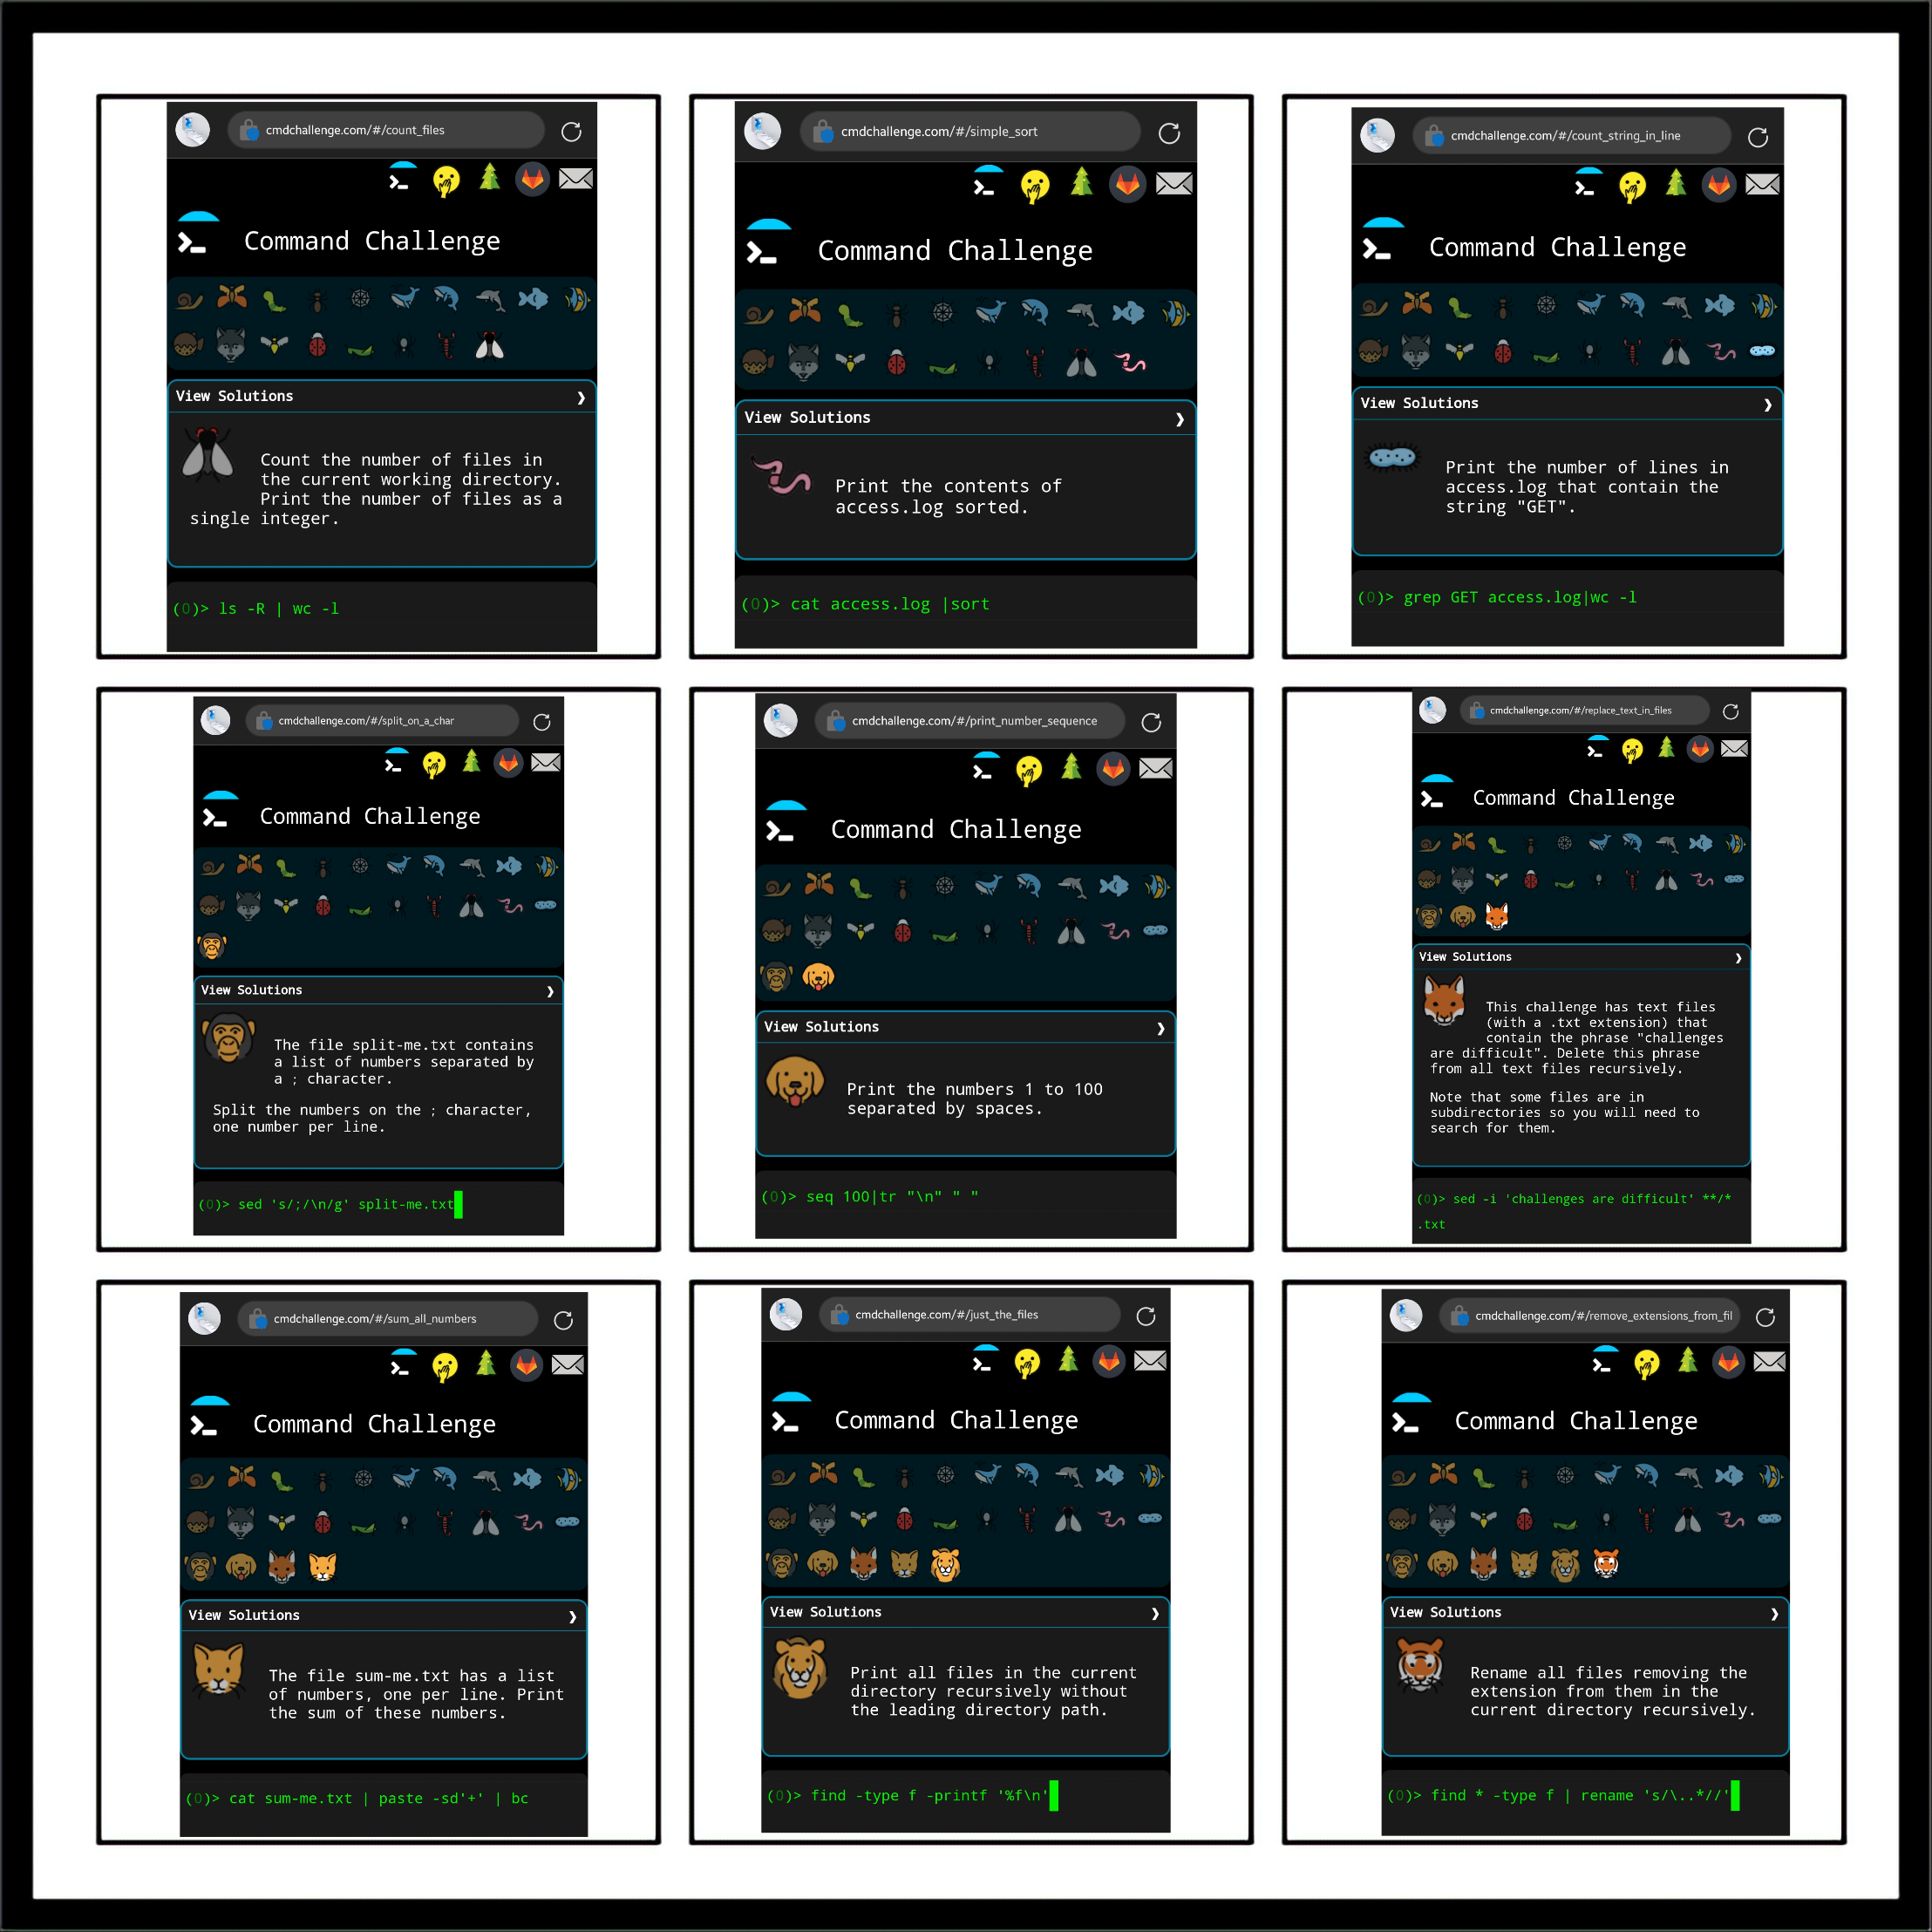 cmdchallenge.com/#/count_files
Command Challenge
View Solutions ❯
Count the number of files in
the current working directory.
Print the number of files as a
single integer.
(0)> ls -R | wc -l
cmdchallenge.com/#/simple_sort
Command Challenge
View Solutions ❯
Print the contents of
access.log sorted.
(0)> cat access.log |sort
cmdchallenge.com/#/count_string_in_line
Command Challenge
View Solutions ❯
Print the number of lines in
access.log that contain the
string "GET".
(0)> grep GET access.log|wc -l
cmdchallenge.com/#/split_on_a_char
Command Challenge
View Solutions ❯
The file split-me.txt contains
a list of numbers separated by
a ; character.
Split the numbers on the ; character,
one number per line.
(0)> sed 's/;/\n/g' split-me.txt
cmdchallenge.com/#/print_number_sequence
Command Challenge
View Solutions ❯
Print the numbers 1 to 100
separated by spaces.
(0)> seq 100|tr "\n" " "
cmdchallenge.com/#/replace_text_in_files
Command Challenge
View Solutions ❯
This challenge has text files
(with a .txt extension) that
contain the phrase "challenges
are difficult". Delete this phrase
from all text files recursively.
Note that some files are in
subdirectories so you will need to
search for them.
(0)> sed -i 'challenges are difficult' **/*
.txt
cmdchallenge.com/#/sum_all_numbers
Command Challenge
View Solutions ❯
The file sum-me.txt has a list
of numbers, one per line. Print
the sum of these numbers.
(0)> cat sum-me.txt | paste -sd'+' | bc
cmdchallenge.com/#/just_the_files
Command Challenge
View Solutions ❯
Print all files in the current
directory recursively without
the leading directory path.
(0)> find -type f -printf '%f\n'
cmdchallenge.com/#/remove_extensions_from_fil
Command Challenge
View Solutions ❯
Rename all files removing the
extension from them in the
current directory recursively.
(0)> find * -type f | rename 's/\..*//'